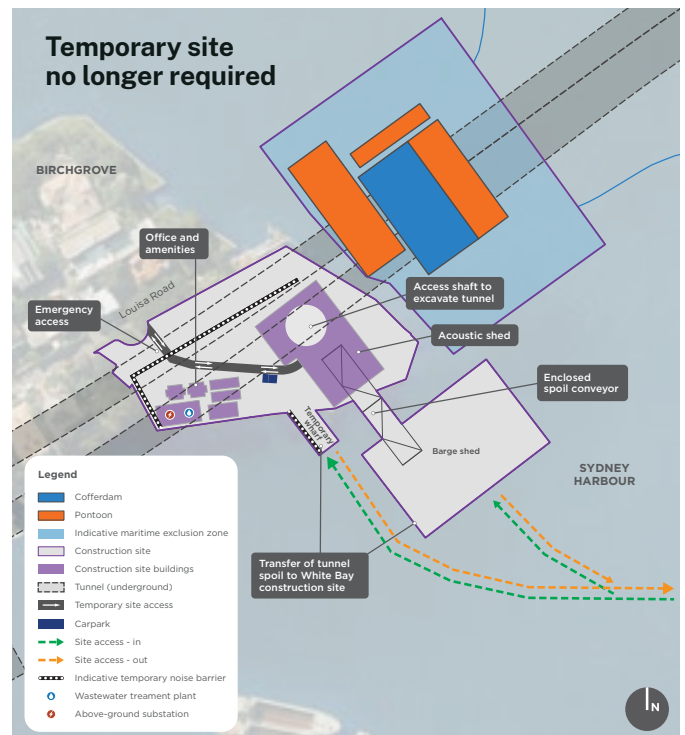 Temporary site
no longer required
BIRCHGROVE
Office and
amenities
Louisa Road
Emergency
access
Access shaft to
excavate tunnel
Acoustic shed
Enclosed
spoil conveyor
Temporary
wharf
Barge shed
SYDNEY
HARBOUR
Transfer of tunnel
spoil to White Bay
construction site
Legend
Cofferdam
Pontoon
Indicative maritime exclusion zone
Construction site
Construction site buildings
Tunnel (underground)
Temporary site access
Carpark
Site access - in
Site access - out
Indicative temporary noise barrier
Wastewater treament plant
Above-ground substation
N